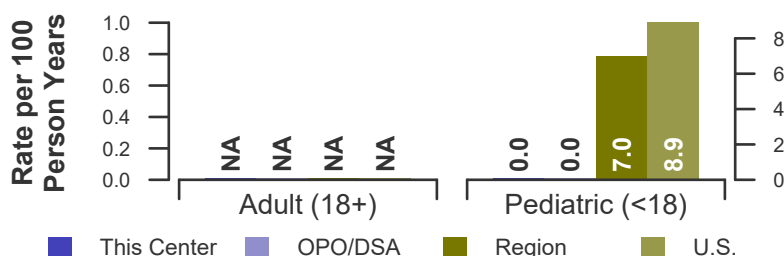 Rate per 100
Person Years
1.0
0.8
0.6
0.4
0.2
0.0
NA NA NA NA
0.0 0.0 7.0 8.9
8
6
4
2
0
Adult (18+) Pediatric (<18)
This Center OPO/DSA Region U.S.